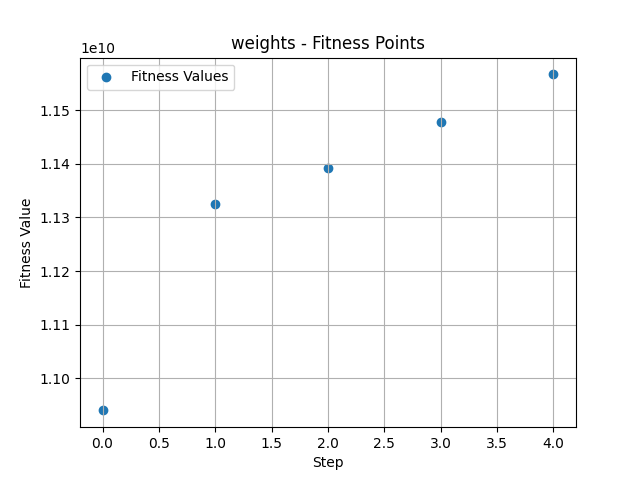 weights - Fitness Points
1e10
Fitness Values
1.15
1.14
1.13
1.12
1.11
1.10
Fitness Value
0.0 0.5 1.0 1.5 2.0 2.5 3.0 3.5 4.0
Step